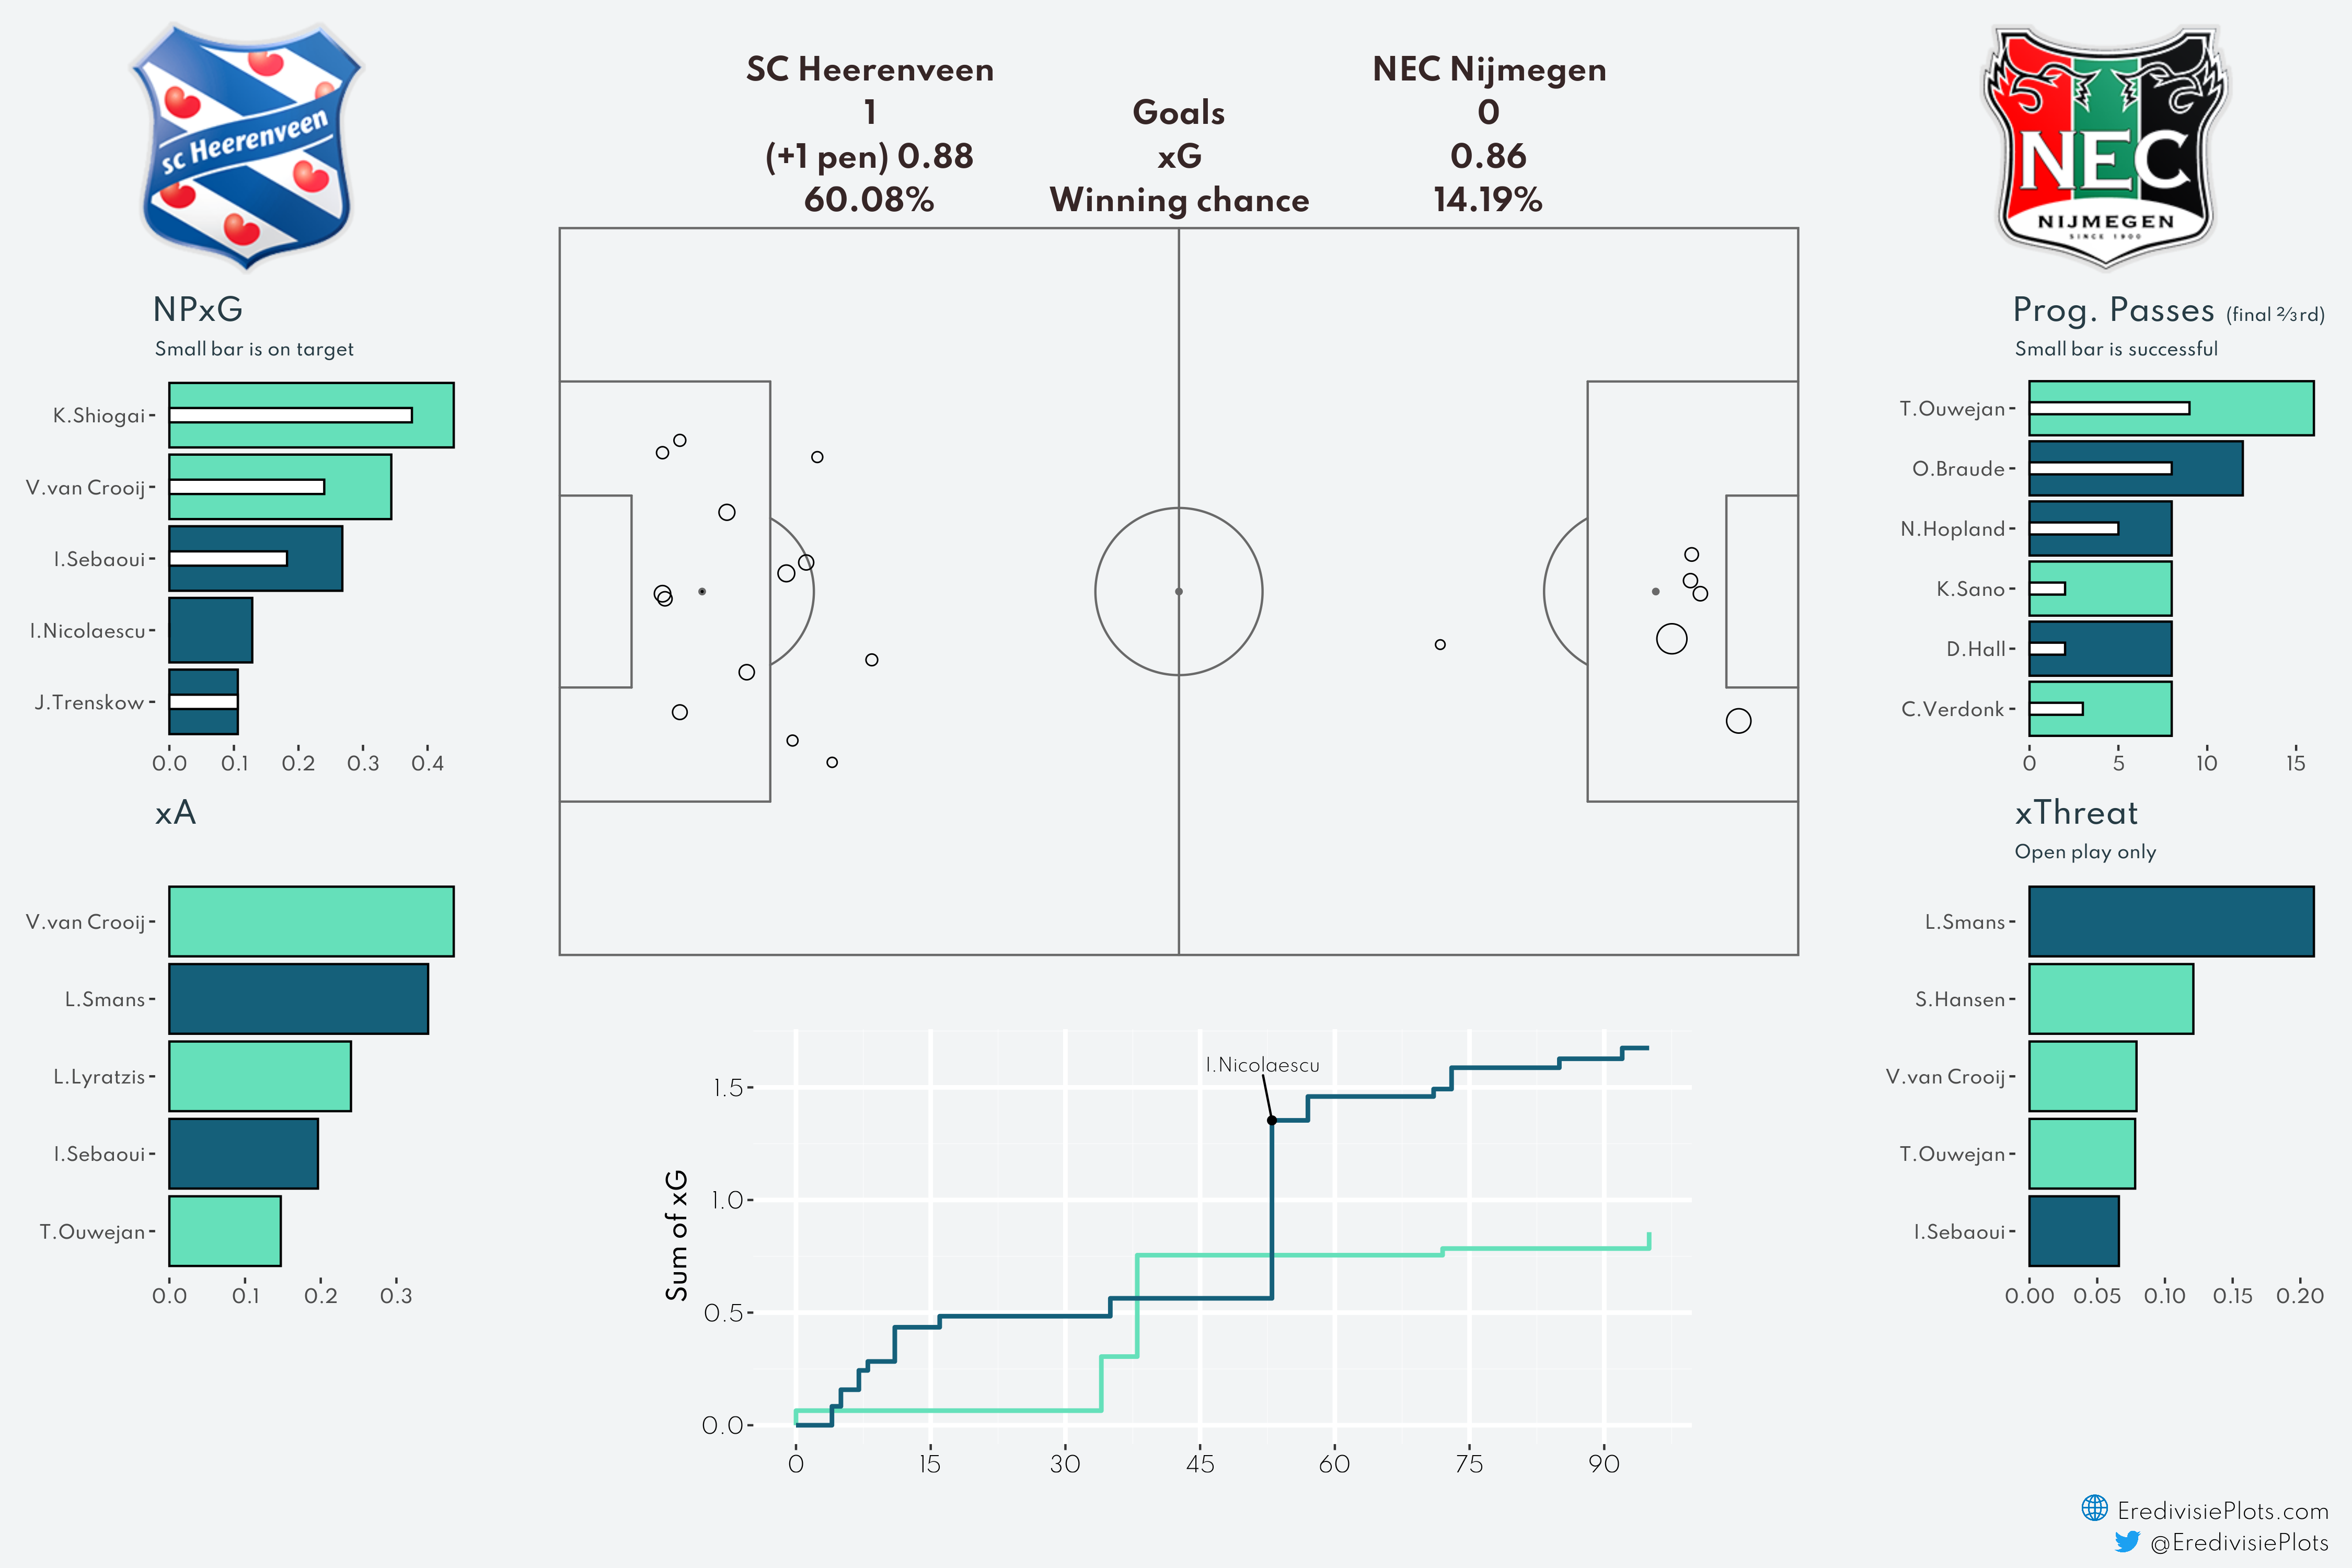 SC Heerenveen NEC Nijmegen
1 Goals 0
(+1 pen) 0.88 xG 0.86
60.08% Winning chance 14.19%
sc Heerenveen
NEC
NIJMEGEN
SINCE 1900
NPxG
Small bar is on target
K.Shiogai
V.van Crooij
I.Sebaoui
I.Nicolaescu
J.Trenskow
0.0 0.1 0.2 0.3 0.4
xA
V.van Crooij
L.Smans
L.Lyratzis
I.Sebaoui
T.Ouwejan
0.0 0.1 0.2 0.3
I.Nicolaescu
Sum of xG
1.5
1.0
0.5
0.0
0 15 30 45 60 75 90
Prog. Passes (final ⅔rd)
Small bar is successful
T.Ouwejan
O.Braude
N.Hopland
K.Sano
D.Hall
C.Verdonk
0 5 10 15
xThreat
Open play only
L.Smans
S.Hansen
V.van Crooij
T.Ouwejan
I.Sebaoui
0.00 0.05 0.10 0.15 0.20
EredivisiePlots.com
@EredivisiePlots